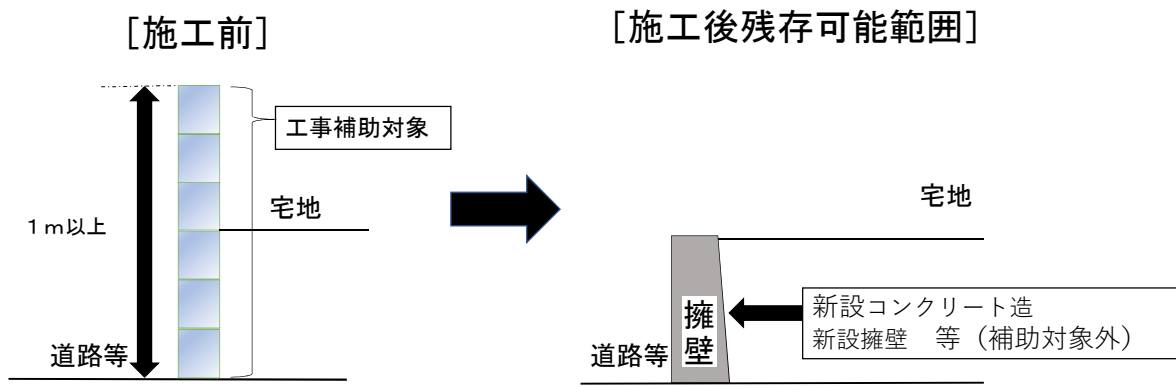 ［施工前］
［施工後残存可能範囲］
工事補助対象
宅地
１ｍ以上
道路等
宅地
擁壁
道路等
新設コンクリート造
新設擁壁　等（補助対象外）